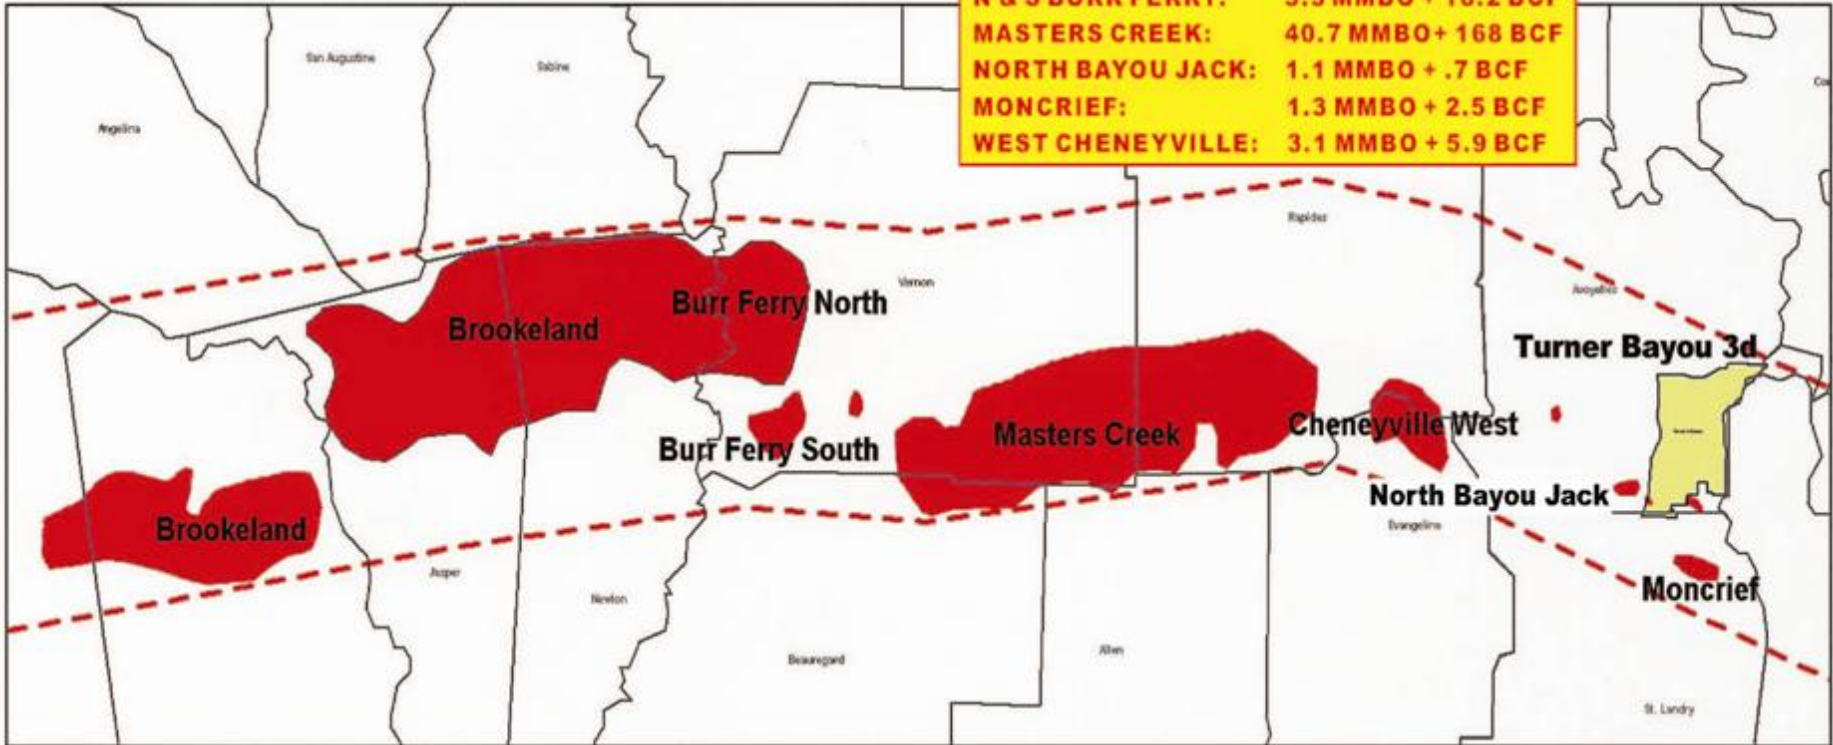 MASTERS CREEK: 40.7 MMBO+ 168 BCF
NORTH BAYOU JACK: 1.1 MMBO + .7 BCF
MONCRIEF: 1.3 MMBO + 2.5 BCF
WEST CHENEYVILLE: 3.1 MMBO + 5.9 BCF
San Augustine
Sabine
Angelina
Rapides
Vernon
Avoyelles
Burr Ferry North
Brookeland
Turner Bayou 3d
Masters Creek
Cheneyville West
Burr Ferry South
North Bayou Jack
Brookeland
Evangeline
Jasper
Newton
Moncrief
Beauregard
Allen
St. Landry